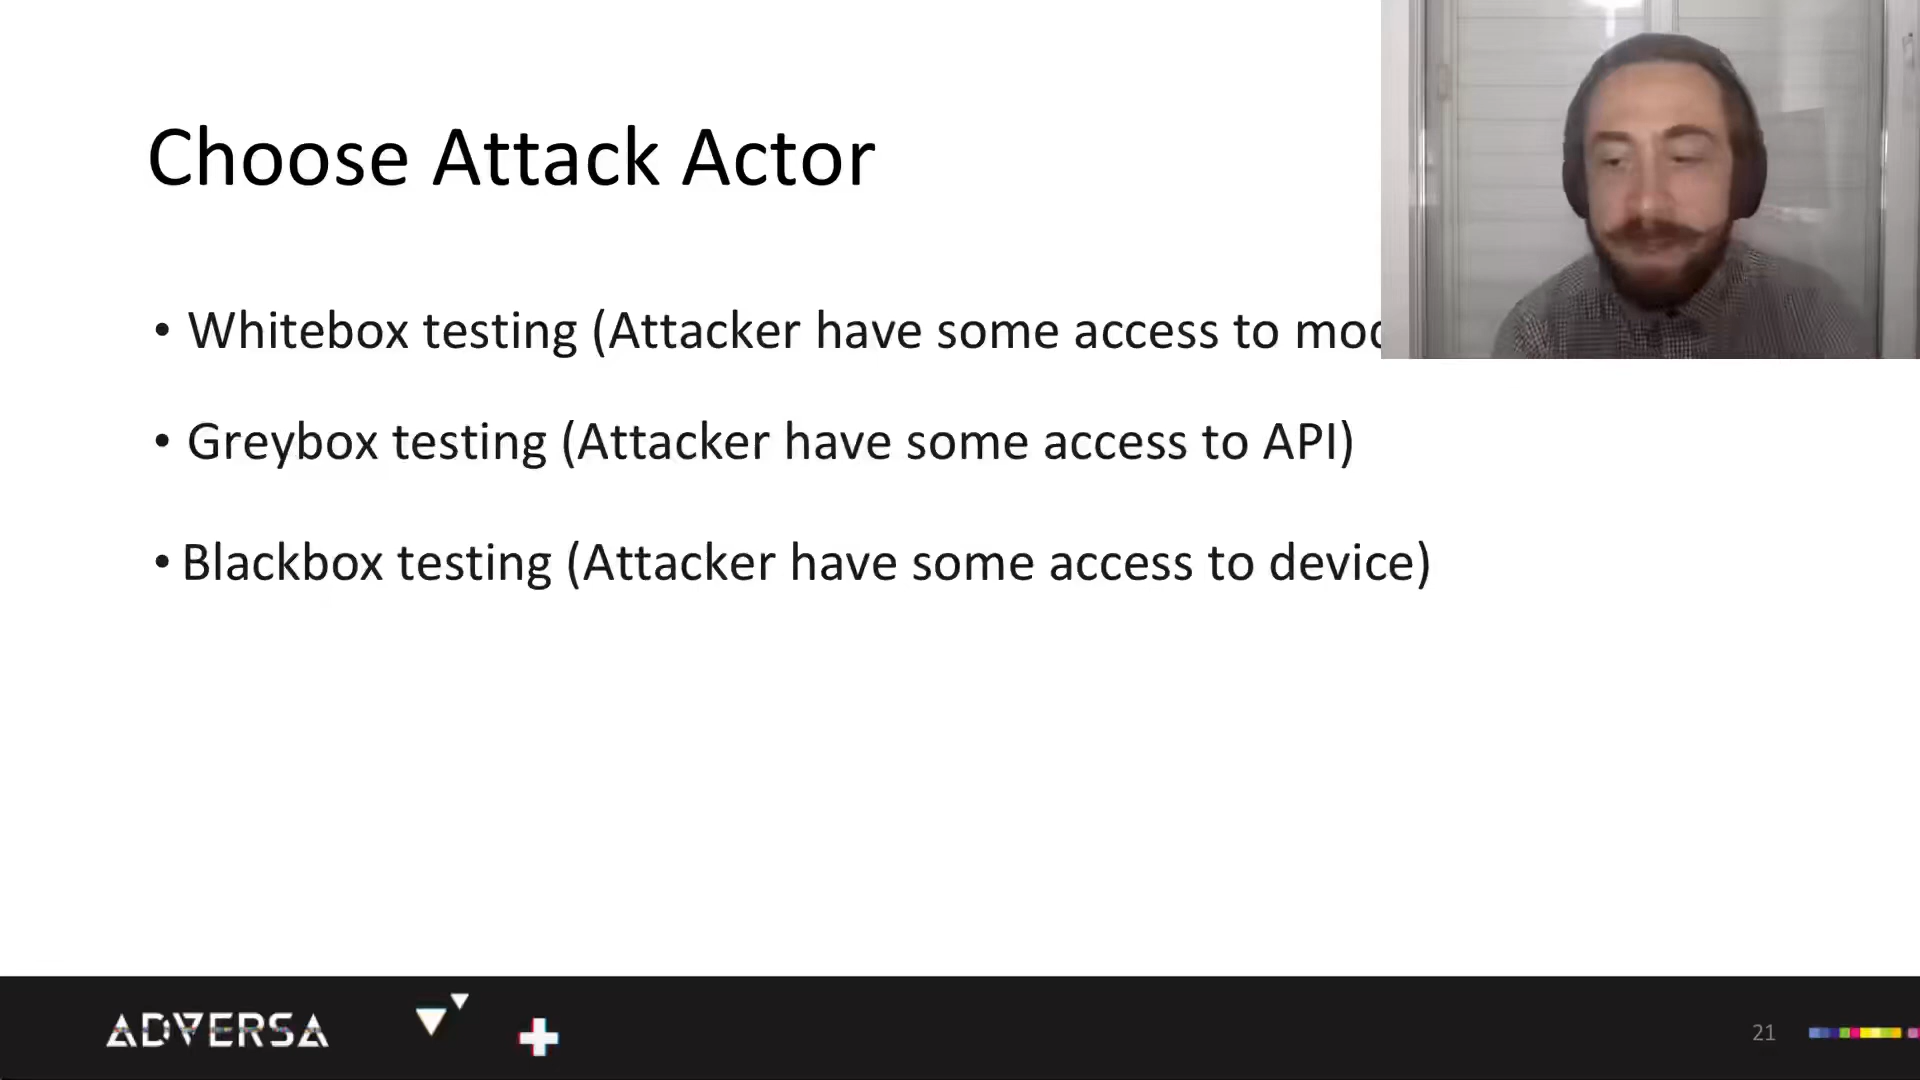 Choose Attack Actor
• Whitebox testing (Attacker have some access to
• Greybox testing (Attacker have some access to API)
• Blackbox testing (Attacker have some access to device)
ADVERSA
21